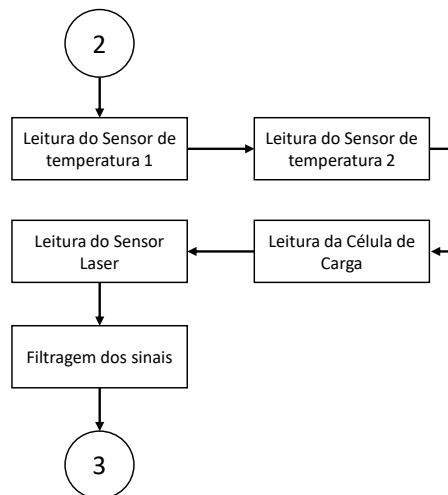 2
Leitura do Sensor de
temperatura 1
Leitura do Sensor de
temperatura 2
Leitura da Célula de
Carga
Leitura do Sensor
Laser
Filtragem dos sinais
3